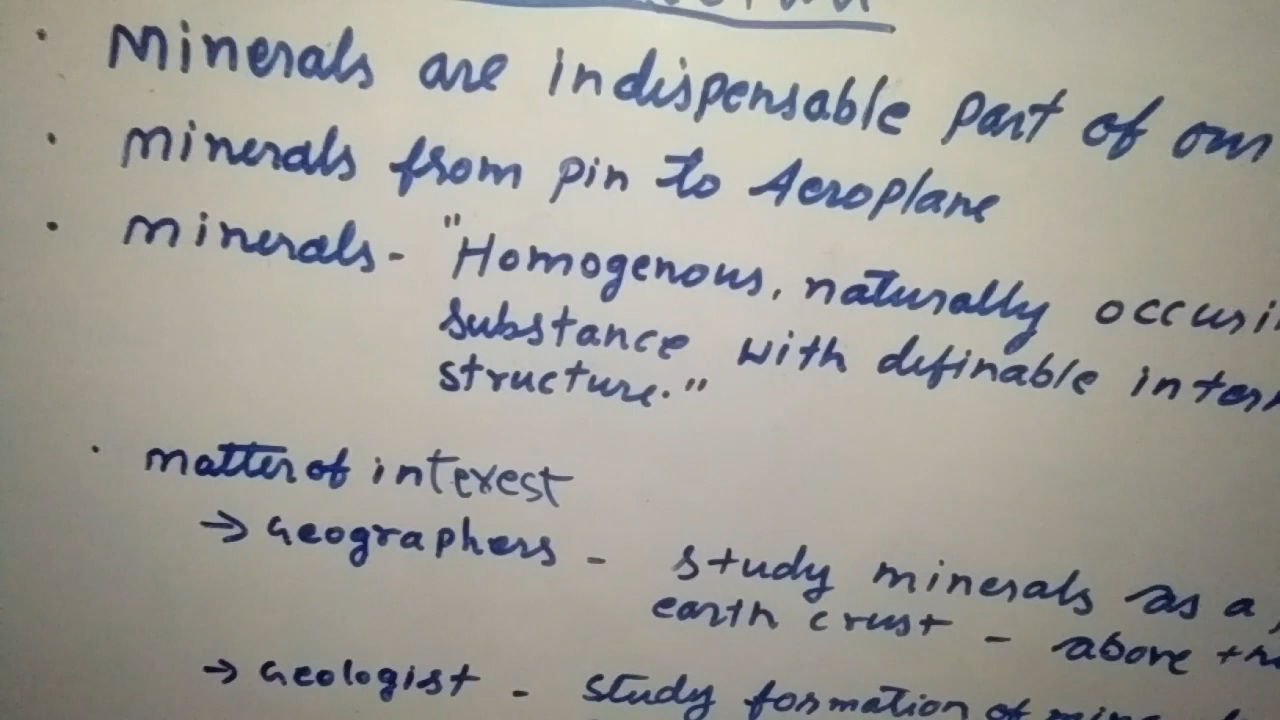 • Minerals are indispensable part of our
• Minerals from pin to Aeroplane
• Minerals - "Homogenous, naturally
substance with definable
structure."
• matter of interest
→ Geographers - study minerals as a
earth crust - above
→ Geologist - study formation of